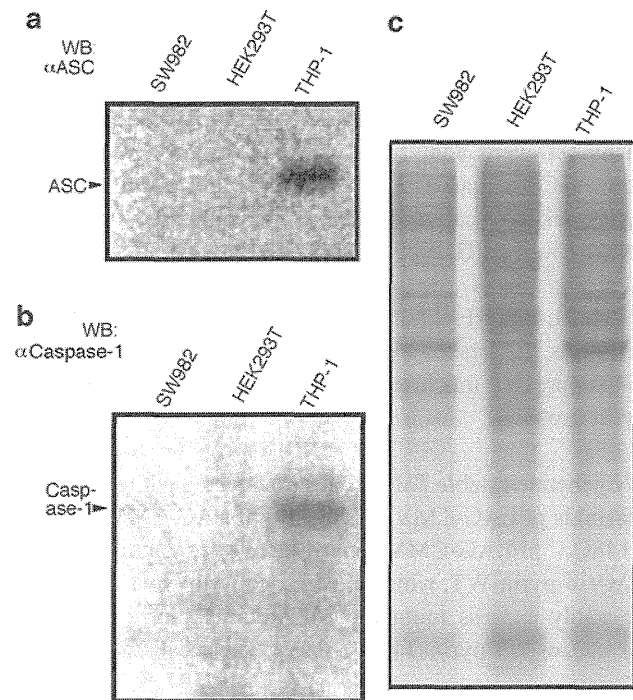 a
WB:
αASC
SW982
HEK293T
THP-1
ASC
b
WB:
αCaspase-1
SW982
HEK293T
THP-1
Casp-
ase-1
c
SW982
HEK293T
THP-1